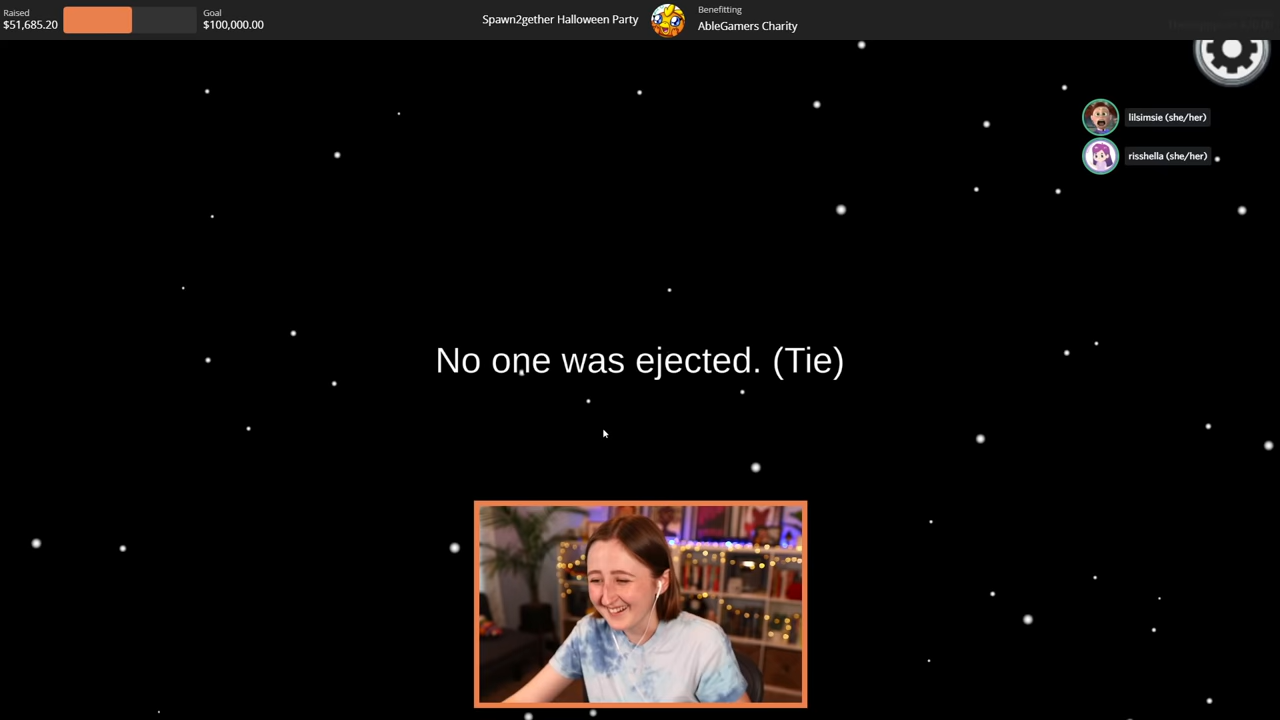 Raised
$51,685.20
Goal
$100,000.00
Spawn2gether Halloween Party
Benefitting
AbleGamers Charity
lilsimsie (she/her)
risshella (she/her)
No one was ejected. (Tie)